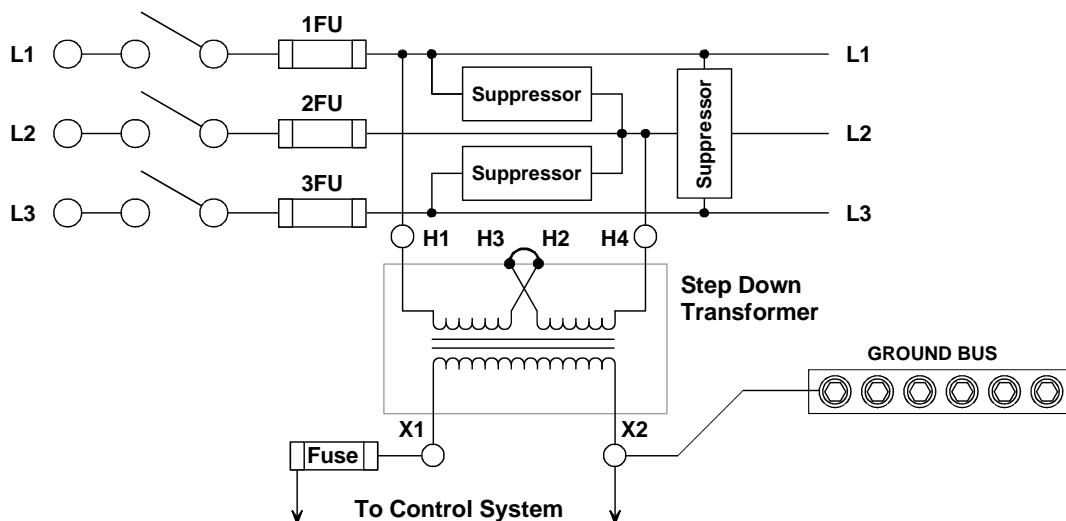 1FU
L1
L1
Suppressor
2FU
L2
L2
Suppressor
Suppressor
3FU
L3
L3
H1
H3
H2
H4
Step Down
Transformer
GROUND BUS
X1
X2
Fuse
To Control System